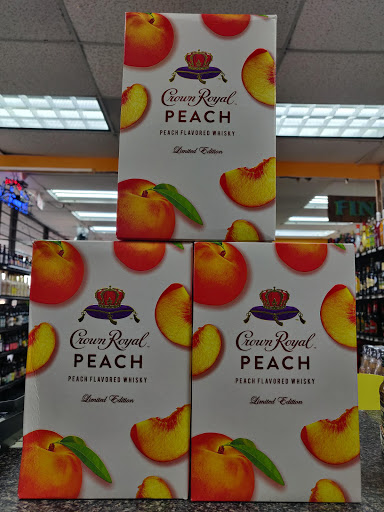 Crown Royal
PEACH
PEACH FLAVORED WHISKY
Limited Edition
Crown Royal
PEACH
PEACH FLAVORED WHISKY
Limited Edition
Crown Royal
PEACH
PEACH FLAVORED WHISKY
Limited Edition
FIN